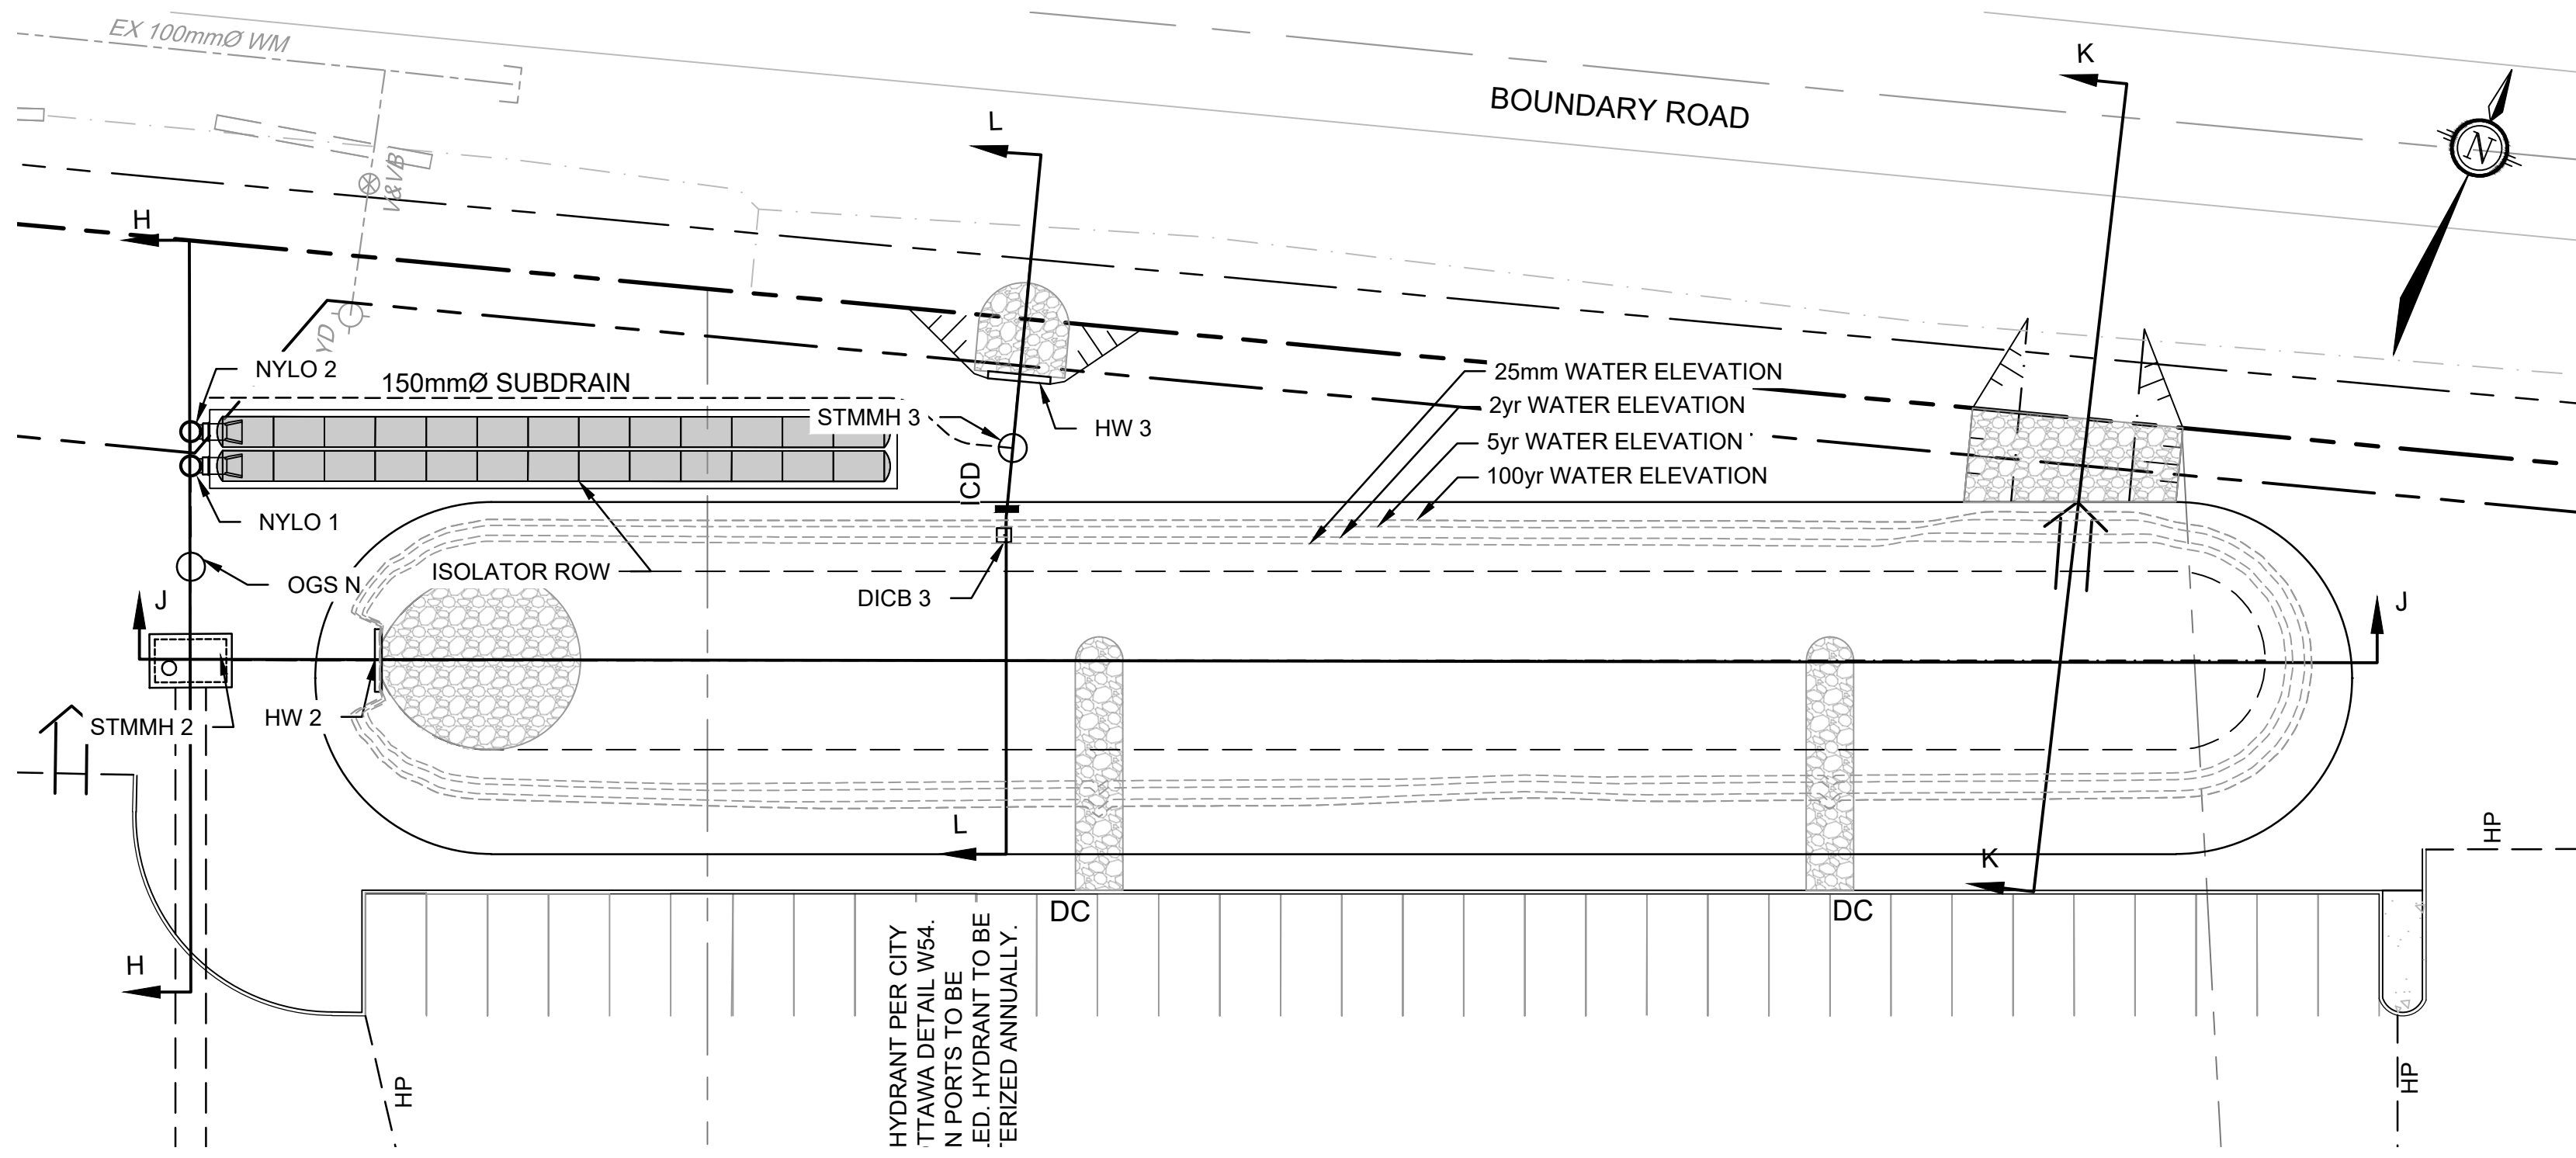 EX 100mmØ WM
K
BOUNDARY ROAD
L
N
V&VB
H
YD
NYLO 2
150mmØ SUBDRAIN
25mm WATER ELEVATION
2yr WATER ELEVATION
STMMH 3
HW 3
5yr WATER ELEVATION
100yr WATER ELEVATION
ICD
NYLO 1
ISOLATOR ROW
OGS N
DICB 3
J
J
HW 2
STMMH 2
L
K
HP
DC
DC
H
HP
HP
HYDRANT PER CITY
TTAWA DETAIL W54.
N PORTS TO BE
ED. HYDRANT TO BE
TERIZED ANNUALLY.